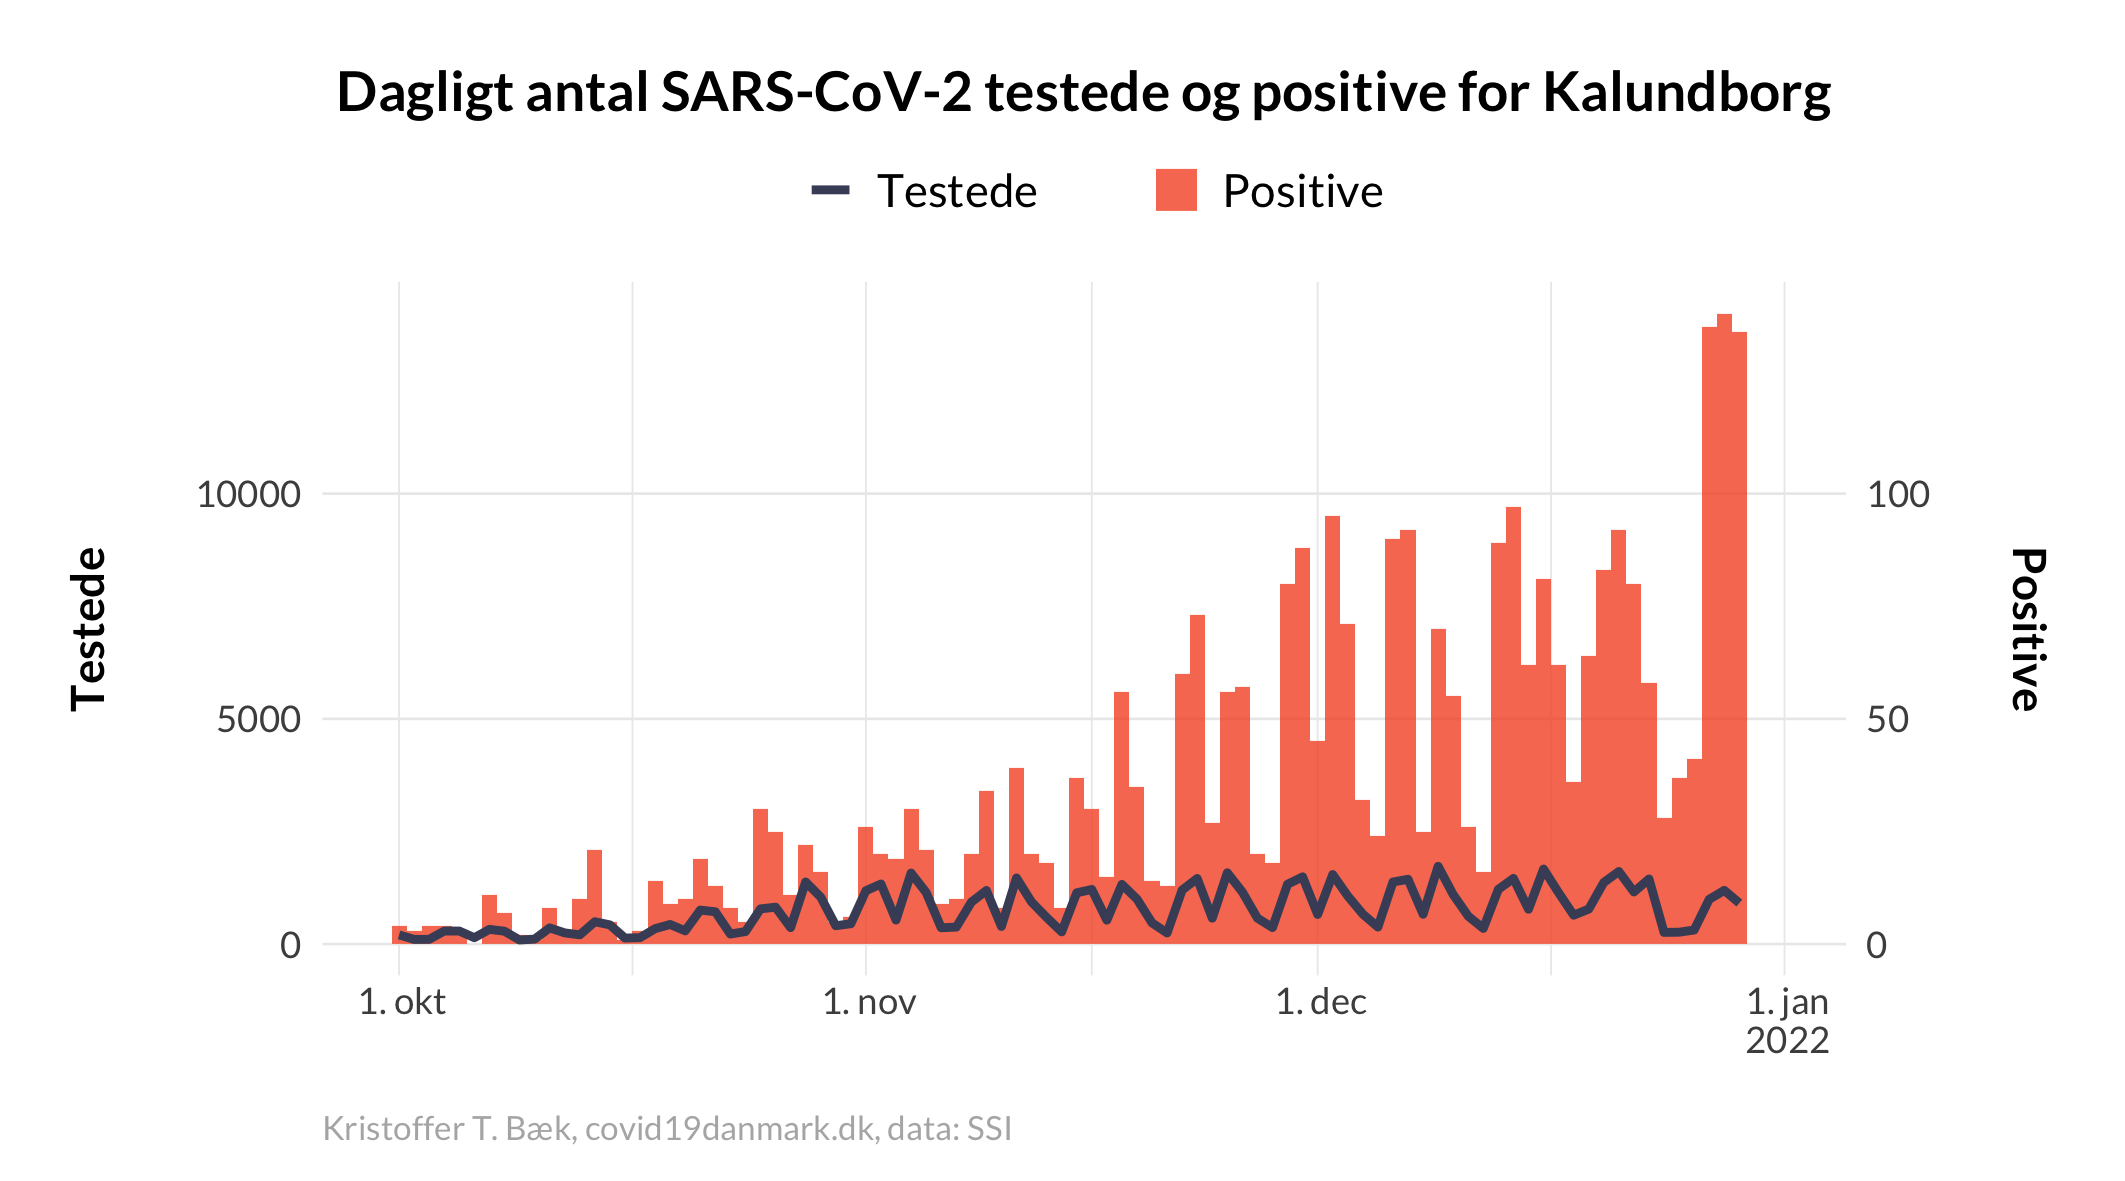 Dagligt antal SARS-CoV-2 testede og positive for Kalundborg
Testede
Positive
10000
5000
0
Testede
100
50
0
Positive
1. okt
1. nov
1. dec
1. jan
2022
Kristoffer T. Bæk, covid19danmark.dk, data: SSI